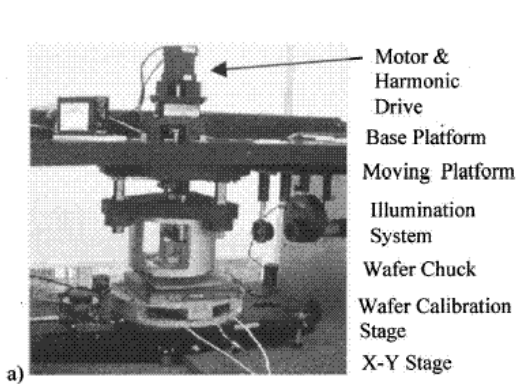 Motor &
Harmonic
Drive
Base Platform
Moving Platform
Illumination
System
Wafer Chuck
Wafer Calibration
Stage
X-Y Stage
a)